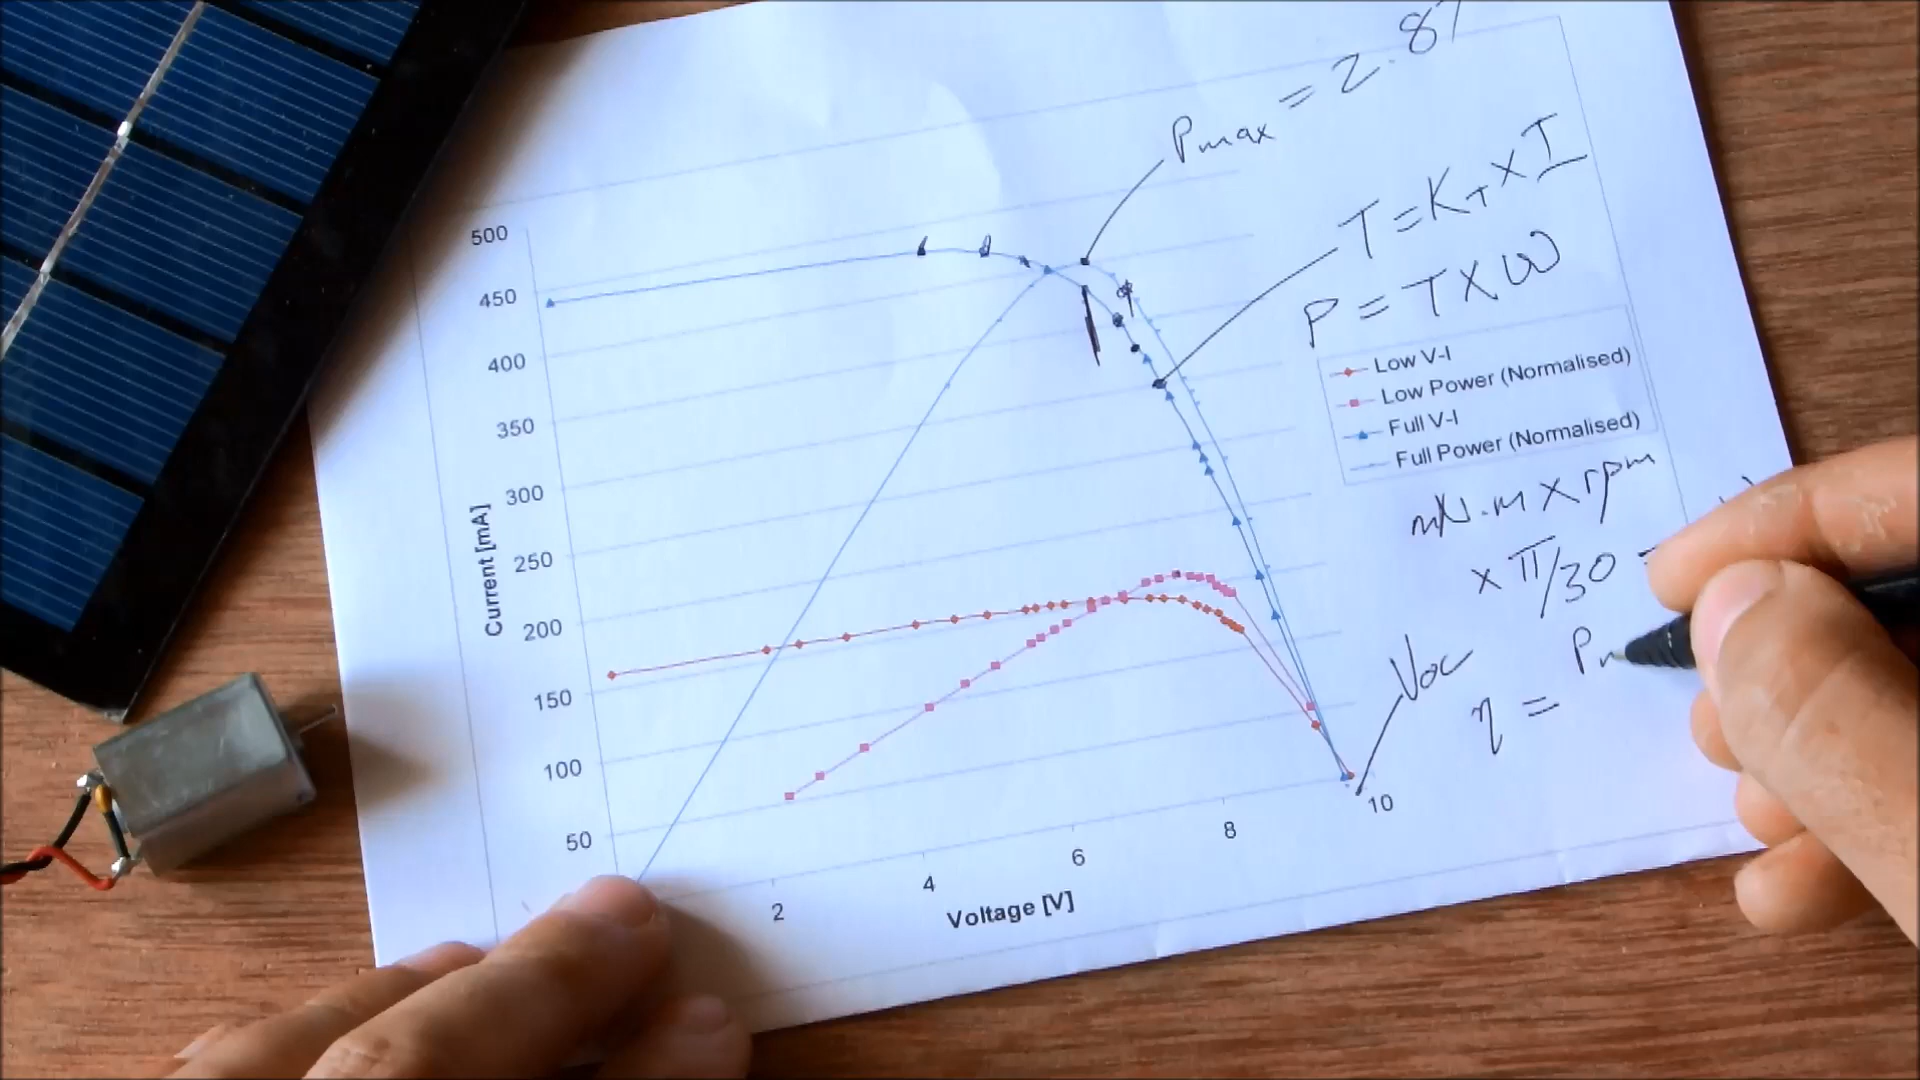 Pmax = 2.87
T = KT x I
P = T x ω
500
450
400
350
300
250
200
150
100
50
Current [mA]
2
4
6
8
10
Voltage [V]
Low V-I
Low Power (Normalised)
Full V-I
Full Power (Normalised)
mN.m x rpm
x π/30 =
Voc
η = Pm